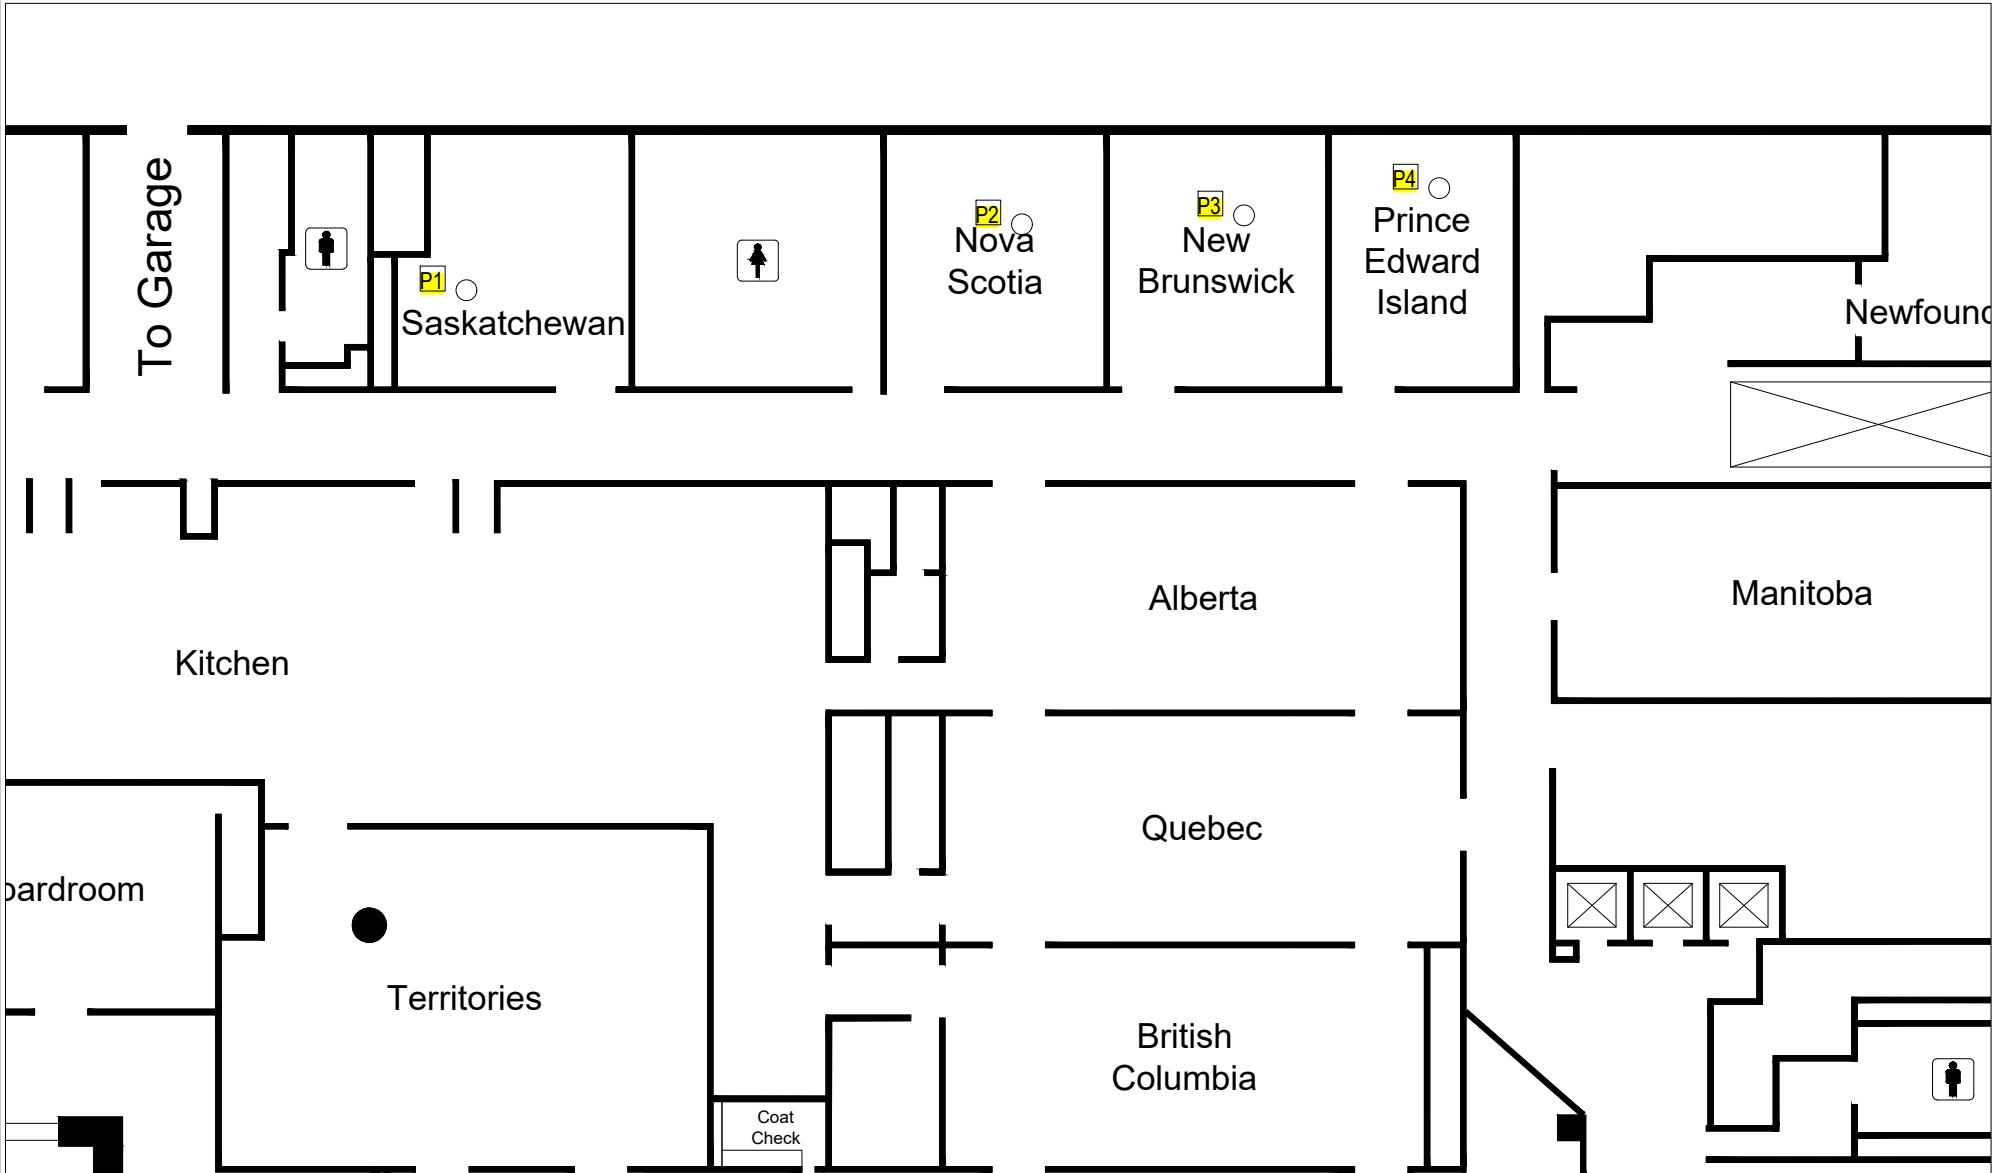 To Garage
P1
Saskatchewan
P2
Nova
Scotia
P3
New
Brunswick
P4
Prince
Edward
Island
Newfound
Kitchen
Alberta
Manitoba
Quebec
oardroom
Territories
British
Columbia
Coat
Check